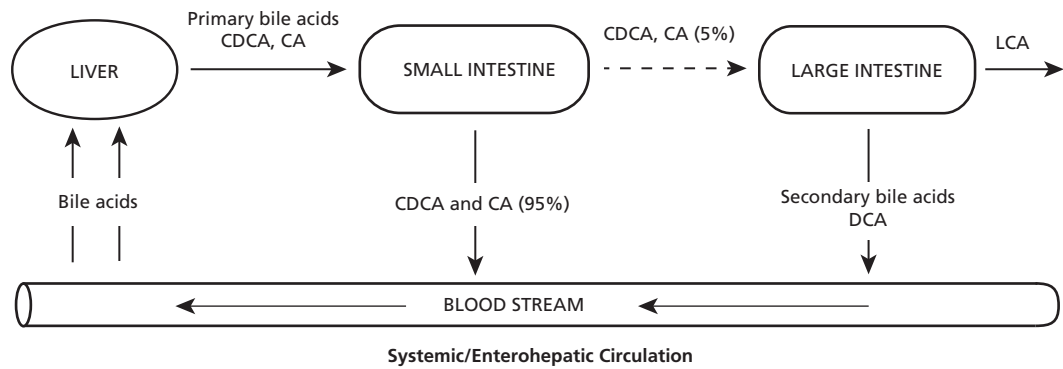 Primary bile acids
CDCA, CA
CDCA, CA (5%)
LCA
LIVER
SMALL INTESTINE
LARGE INTESTINE
Bile acids
CDCA and CA (95%)
Secondary bile acids
DCA
BLOOD STREAM
Systemic/Enterohepatic Circulation